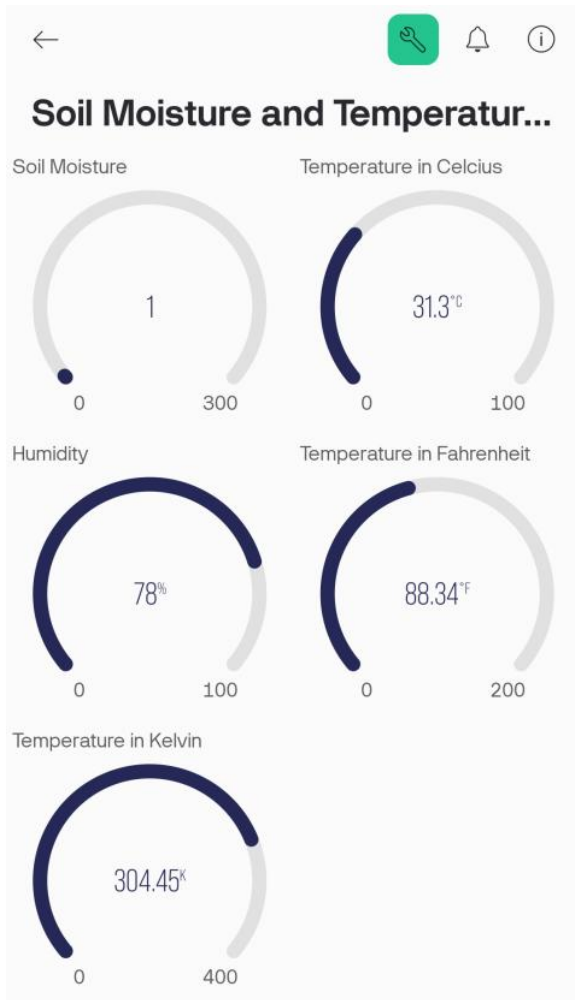 Soil Moisture and Temperatur...
Soil Moisture
1
0 300
Temperature in Celcius
31.3°C
0 100
Humidity
78%
0 100
Temperature in Fahrenheit
88.34°F
0 200
Temperature in Kelvin
304.45K
0 400